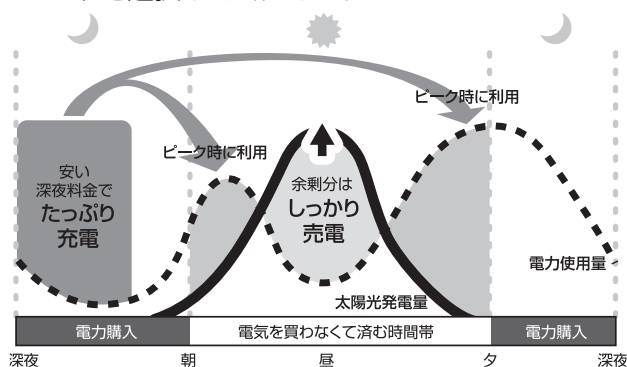 ピーク時に利用
ピーク時に利用
安い
深夜料金で
たっぷり
充電
余剰分は
しっかり
売電
電力使用量
太陽光発電量
電力購入
電気を買わなくて済む時間帯
電力購入
深夜
朝
昼
夕
深夜